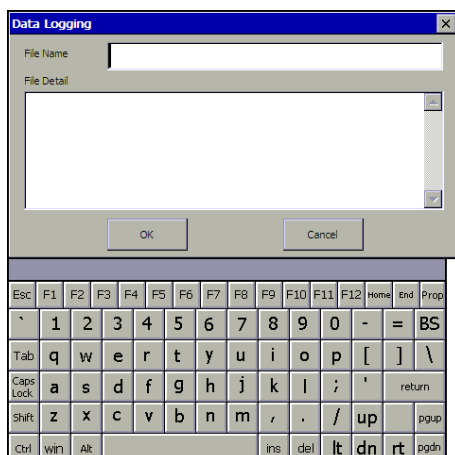 Data Logging ×
File Name
File Detail
OK Cancel
Esc F1 F2 F3 F4 F5 F6 F7 F8 F9 F10 F11 F12 Home End Prop
` 1 2 3 4 5 6 7 8 9 0 - = BS
Tab q w e r t y u i o p [ ] \
Caps Lock a s d f g h j k l ; ' return
Shift z x c v b n m , . / up pgup
Ctrl win Alt ins del lt dn rt pgdn